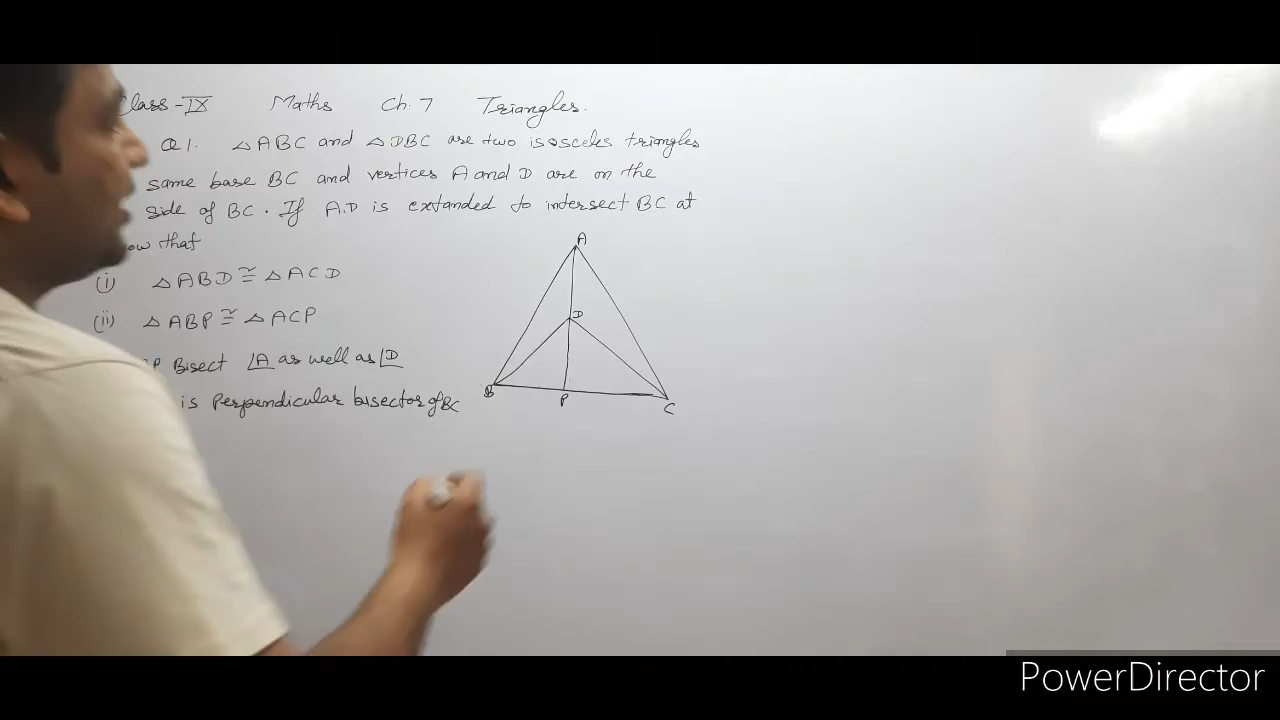 Class-IX Maths Ch. 7 Triangles.
Q1. △ABC and △DBC are two isosceles triangles
same base BC and vertices A and D are on the
side of BC. If A.D is extanded to intersect BC at
ow that
(i) △ABD ≅ △ACD
(ii) △ABP ≅ △ACP
P Bisect ∠A as well as ∠D
is Perpendicular bisector of BC
A
D
B
P
C
PowerDirector